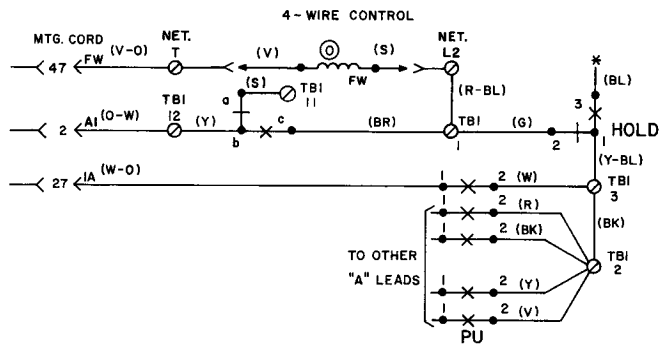 4-WIRE CONTROL
MTG. CORD NET. T NET. L2
47 FW (V-O) (V) O (S) FW
(S) TB1 11 (R-BL) * (BL)
a 3
2 A1 (O-W) TB1 12 (Y) b c (BR) TB1 1 (G) 2 1 HOLD
(Y-BL)
27 1A (W-O) 1 2 (W) TB1 3
1 2 (R) (BK)
2 (BK)
TO OTHER "A" LEADS TB1 2
1 2 (Y)
1 2 (V)
PU